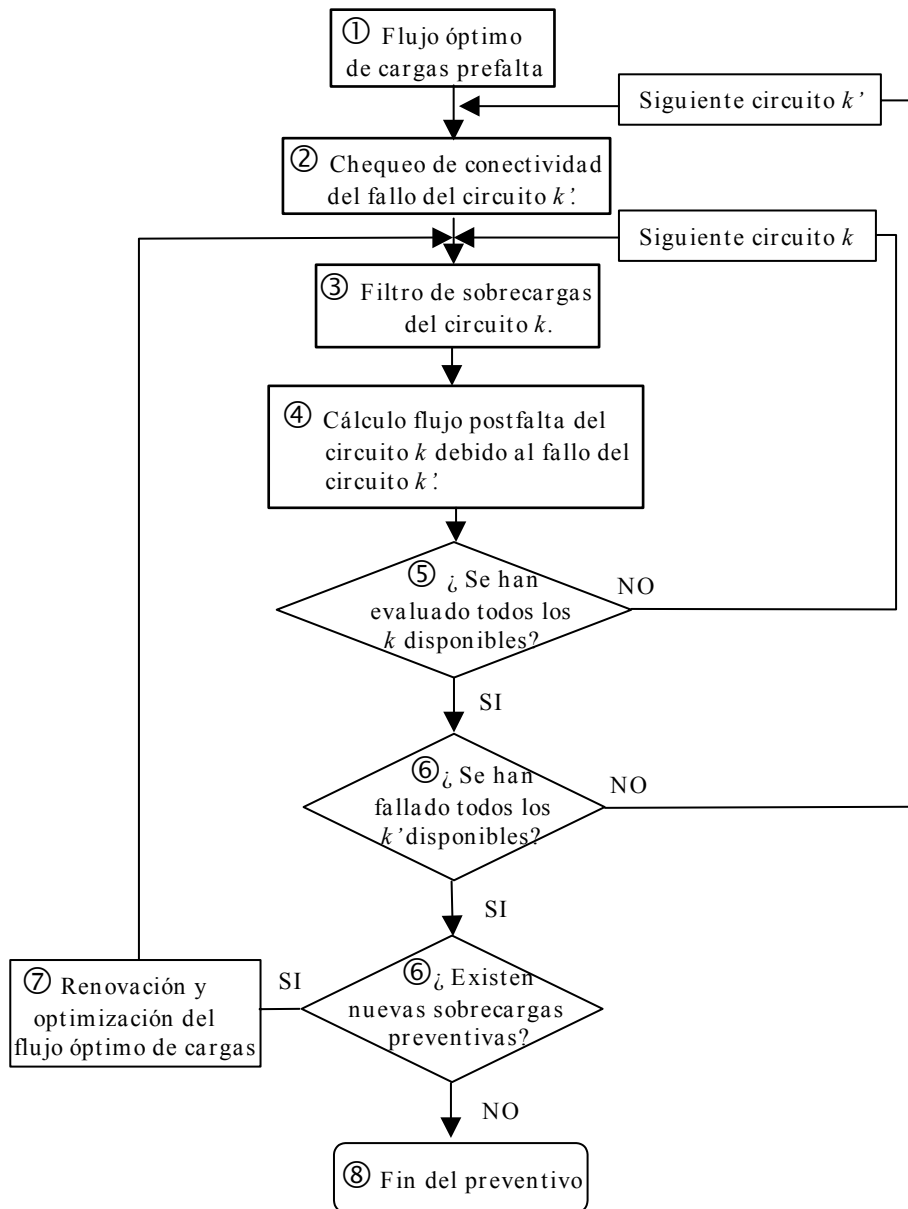 ① Flujo óptimo
de cargas prefalta
Siguiente circuito k’
② Chequeo de conectividad
del fallo del circuito k’.
Siguiente circuito k
③ Filtro de sobrecargas
del circuito k.
④ Cálculo flujo postfalta del
circuito k debido al fallo del
circuito k’.
⑤ ¿ Se han
evaluado todos los
k disponibles?
NO
SI
⑥ ¿ Se han
fallado todos los
k’ disponibles?
NO
SI
⑥ ¿ Existen
nuevas sobrecargas
preventivas?
SI
⑦ Renovación y
optimización del
flujo óptimo de cargas
NO
⑧ Fin del preventivo